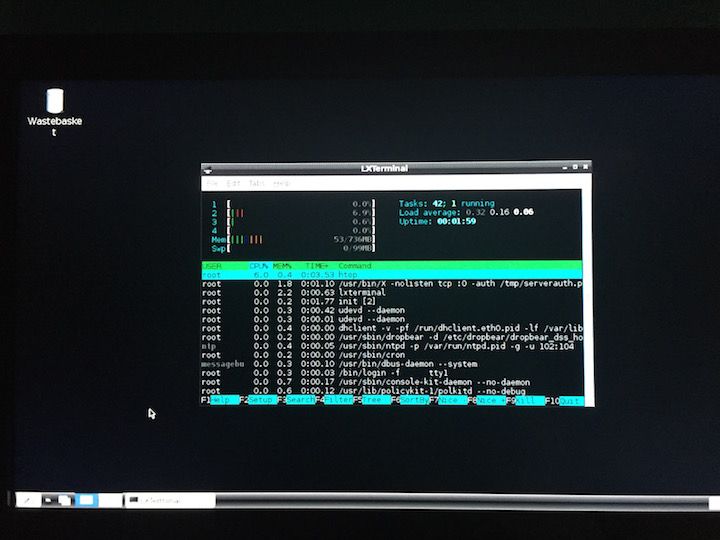 Wastebaske
t
LXTerminal
File Edit Tabs Help
1 [ 0.0%] Tasks: 42; 1 running
2 [||| 6.9%] Load average: 0.32 0.16 0.06
3 [| 0.6%] Uptime: 00:01:59
4 [ 0.0%]
Mem[|||||||| 53/736MB]
Swp[ 0/99MB]
USER CPU% MEM% TIME+ Command
root 6.0 0.4 0:03.53 htop
root 0.0 1.8 0:01.10 /usr/bin/X -nolisten tcp :0 -auth /tmp/serverauth.p
root 0.0 2.2 0:00.63 lxterminal
root 0.0 0.2 0:01.77 init [2]
root 0.0 0.3 0:00.42 udevd --daemon
root 0.0 0.3 0:00.01 udevd --daemon
root 0.0 0.4 0:00.00 dhclient -v -pf /run/dhclient.eth0.pid -lf /var/lib
root 0.0 0.2 0:00.00 /usr/sbin/dropbear -d /etc/dropbear/dropbear_dss_ho
ntp 0.0 0.4 0:00.05 /usr/sbin/ntpd -p /var/run/ntpd.pid -g -u 102:104
root 0.0 0.2 0:00.00 /usr/sbin/cron
messagebu 0.0 0.3 0:00.10 /usr/bin/dbus-daemon --system
root 0.0 0.3 0:00.03 /bin/login -f tty1
root 0.0 0.7 0:00.17 /usr/sbin/console-kit-daemon --no-daemon
root 0.0 0.6 0:00.12 /usr/lib/policykit-1/polkitd --no-debug
F1Help F2Setup F3Search F4Filter F5Tree F6SortBy F7Nice - F8Nice + F9Kill F10Quit
LXTerminal